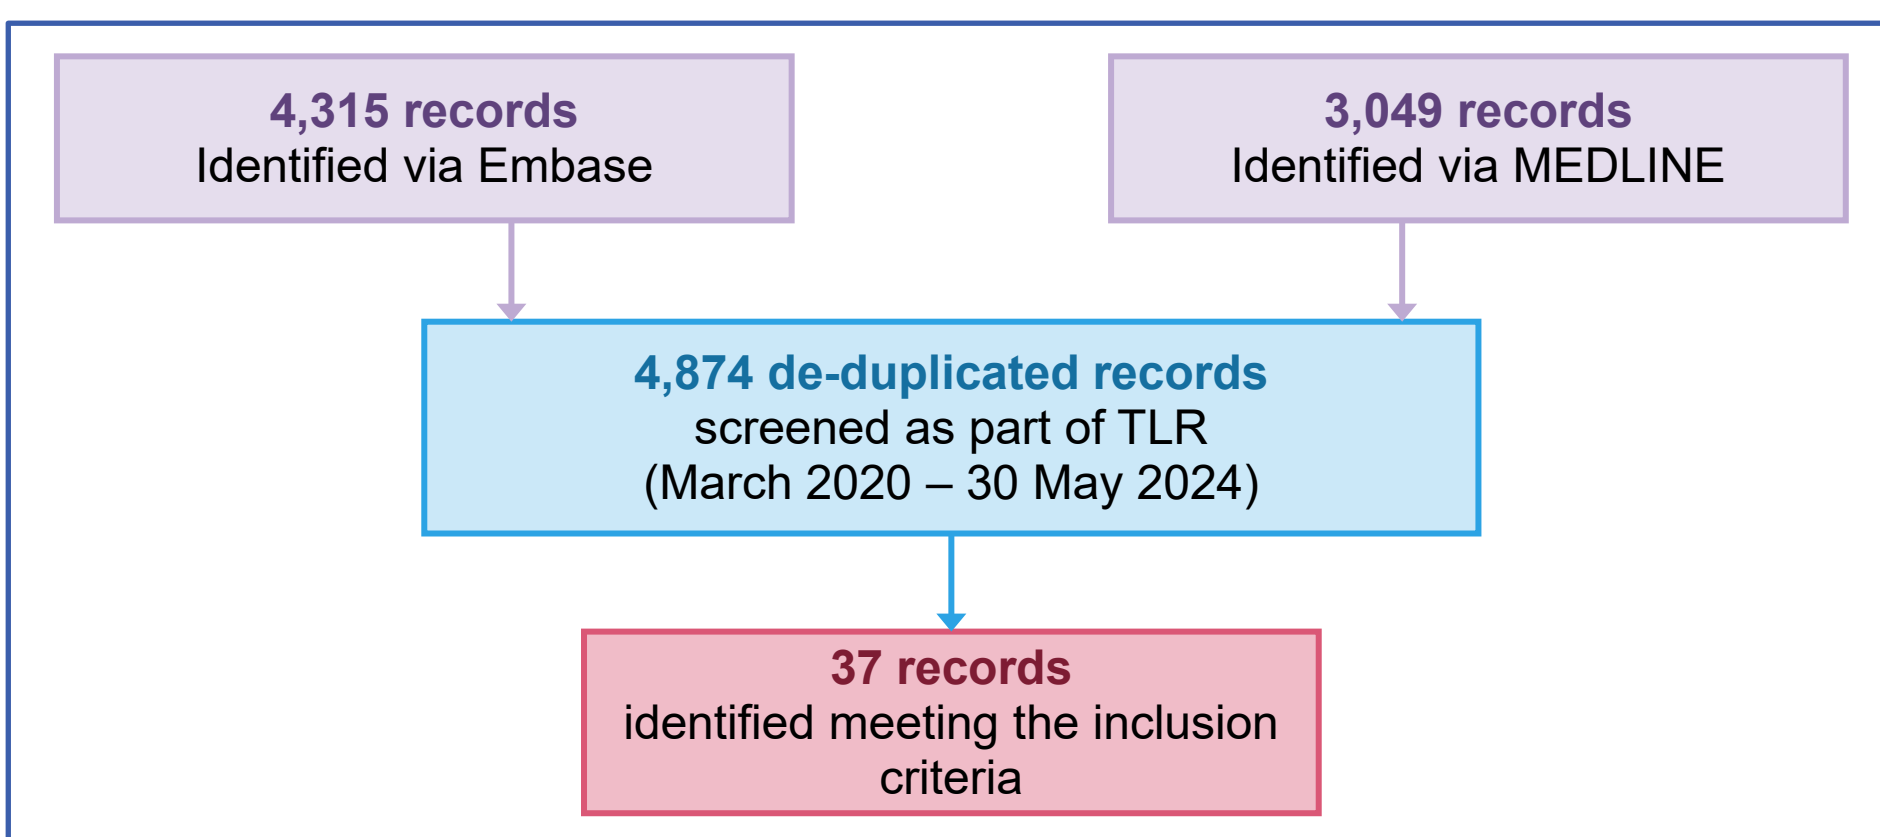 4,315 records
Identified via Embase
3,049 records
Identified via MEDLINE
4,874 de-duplicated records
screened as part of TLR
(March 2020 – 30 May 2024)
37 records
identified meeting the inclusion
criteria